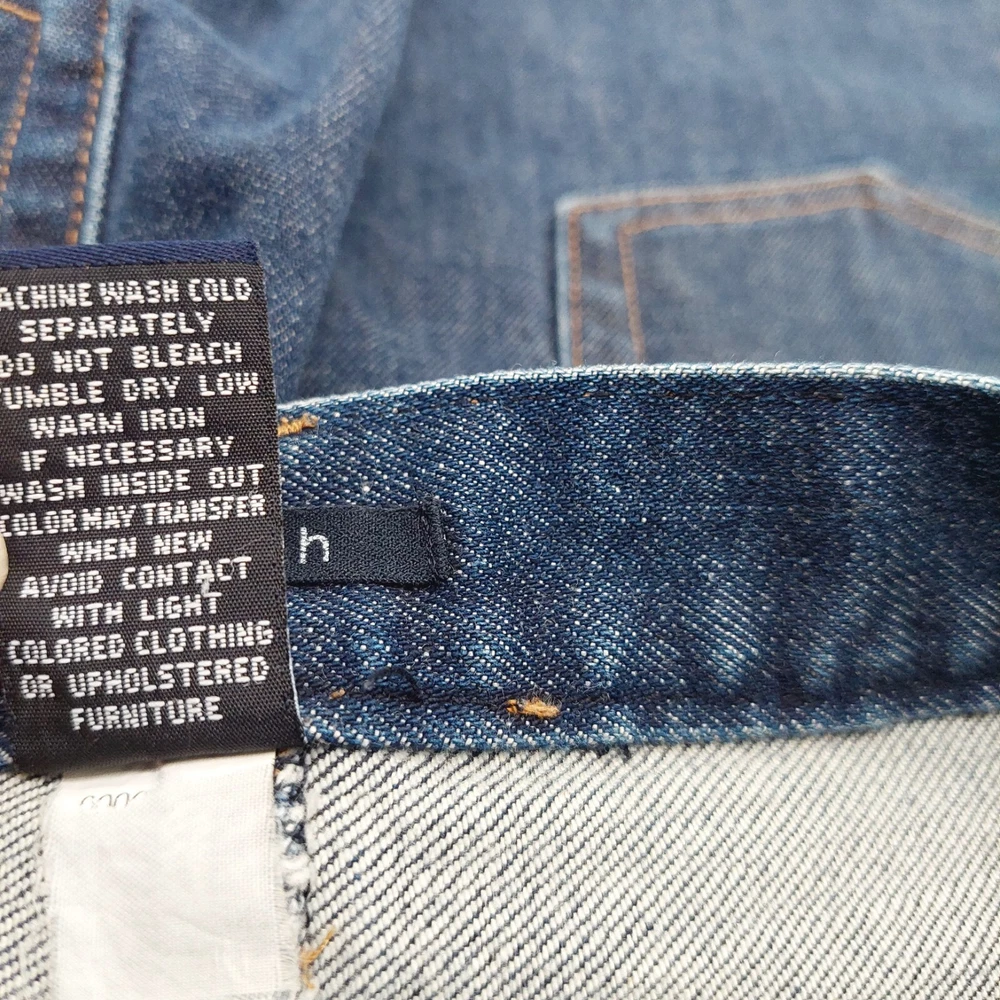 ACHINE WASH COLD
SEPARATELY
DO NOT BLEACH
UMBLE DRY LOW
WARM IRON
IF NECESSARY
WASH INSIDE OUT
COLOR MAY TRANSFER
WHEN NEW
AVOID CONTACT
WITH LIGHT
COLORED CLOTHING
OR UPHOLSTERED
FURNITURE
h